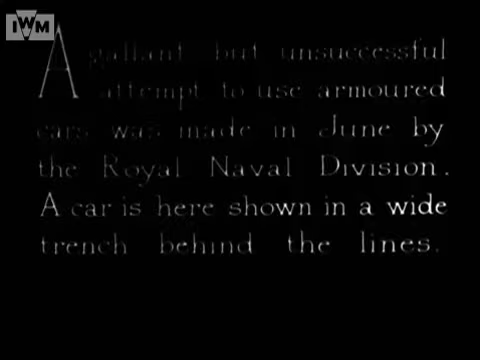 IWM
A gallant but unsuccessful
attempt to use armoured
cars was made in June by
the Royal Naval Division.
A car is here shown in a wide
trench behind the lines.